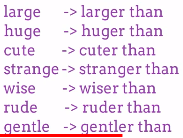 large -> larger than
huge -> huger than
cute -> cuter than
strange -> stranger than
wise -> wiser than
rude -> ruder than
gentle -> gentler than